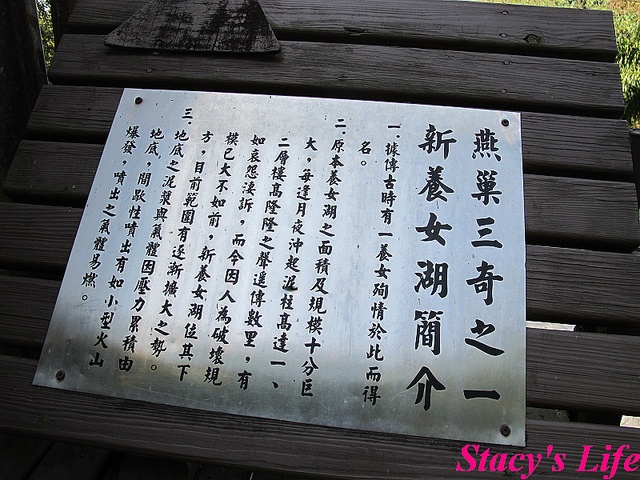 燕巢三奇之一
新養女湖簡介
一、據傳古時有一養女殉情於此而得
名。
二、原本養女湖之面積及規模十分巨
大，每逢月夜沖起泥柱高達一、
二層樓高隆隆之聲遥傳數里，有
如哀怨淒訴，而今因人為破壞規
模已大不如前，新養女湖位其下
方，目前範圍有逐漸擴大之勢。
三、地底之泥漿與氣體因壓力累積由
地底，間歇性噴出有如小型火山
爆發，噴出之氣體易燃。
Stacy's Life